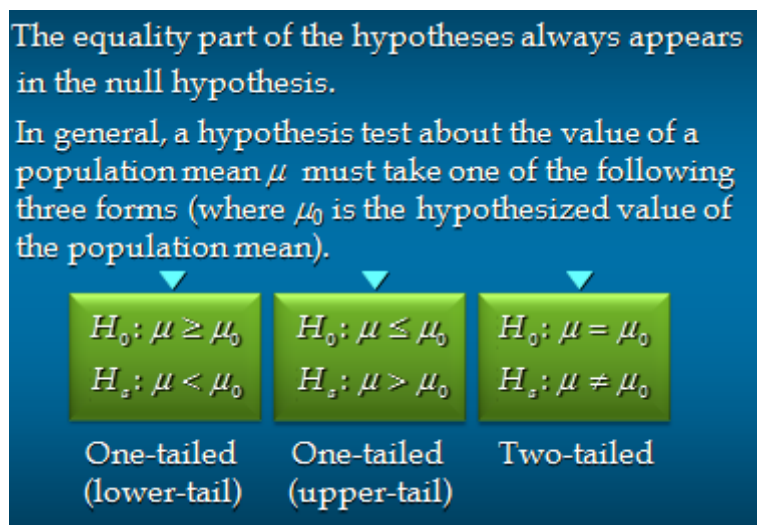 The equality part of the hypotheses always appears
in the null hypothesis.
In general, a hypothesis test about the value of a
population mean μ must take one of the following
three forms (where μ₀ is the hypothesized value of
the population mean).
H₀: μ ≥ μ₀
Hₐ: μ < μ₀
One-tailed
(lower-tail)
H₀: μ ≤ μ₀
Hₐ: μ > μ₀
One-tailed
(upper-tail)
H₀: μ = μ₀
Hₐ: μ ≠ μ₀
Two-tailed